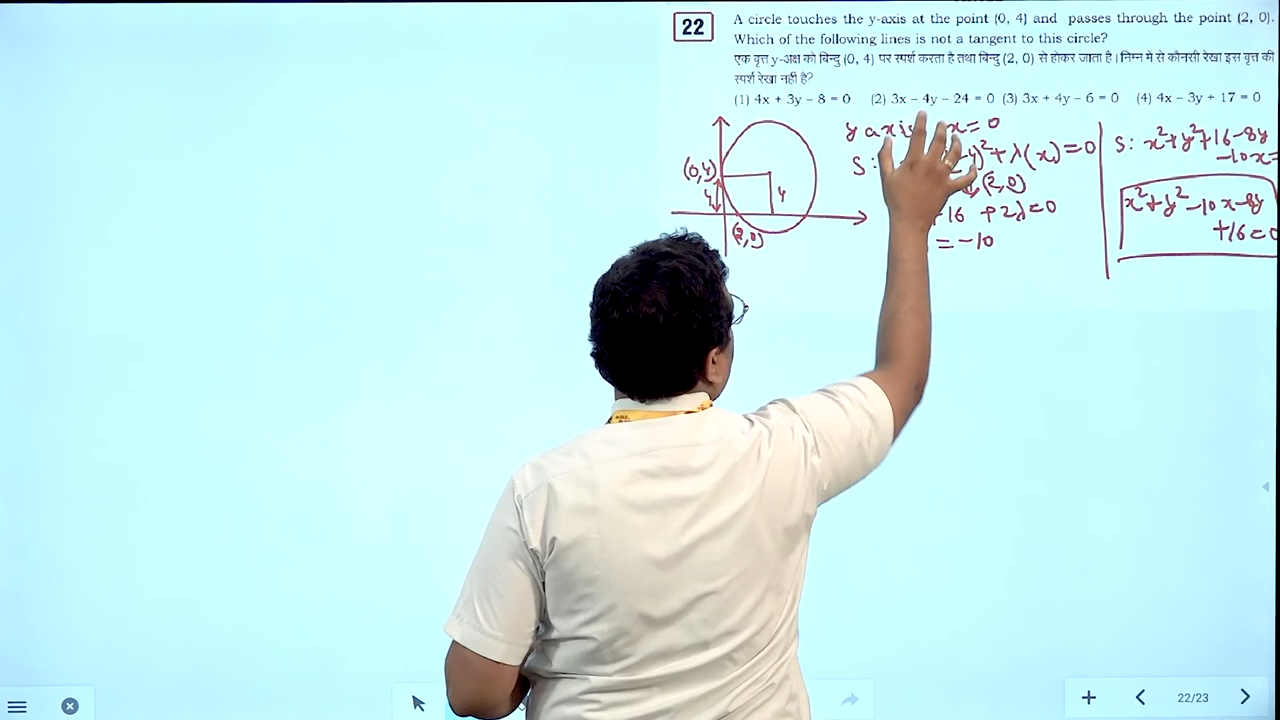 22
A circle touches the y-axis at the point (0, 4) and passes through the point (2, 0).
Which of the following lines is not a tangent to this circle?
एक वृत्त y-अक्ष को बिन्दु (0, 4) पर स्पर्श करता है तथा बिन्दु (2, 0) से होकर जाता है। निम्न में से कौनसी रेखा इस वृत्त की
स्पर्श रेखा नहीं है?
(1) 4x + 3y – 8 = 0 (2) 3x – 4y – 24 = 0 (3) 3x + 4y – 6 = 0 (4) 4x – 3y + 17 = 0
(0,4)
4
4
(2,0)
y axis x = 0
S: -4)²+λ(x)=0
(2,0)
+16 +2λ=0
= -10
S: x²+y²+16-8y
-10x=
x²+y²-10x-8y
+16=0
22/23